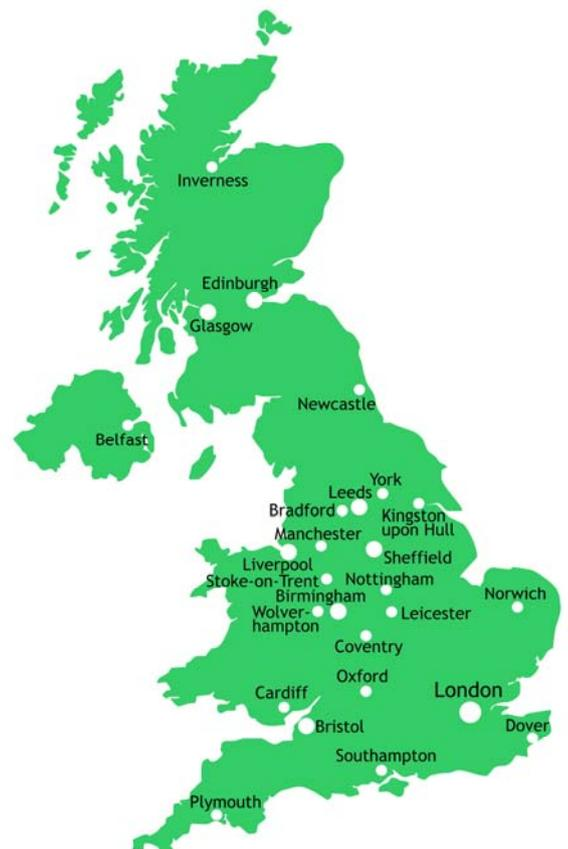 Inverness
Edinburgh
Glasgow
Newcastle
Belfast
York
Leeds
Bradford
Kingston
upon Hull
Manchester
Sheffield
Liverpool
Stoke-on-Trent
Nottingham
Birmingham
Norwich
Wolver-
hampton
Leicester
Coventry
Oxford
Cardiff
London
Bristol
Dover
Southampton
Plymouth